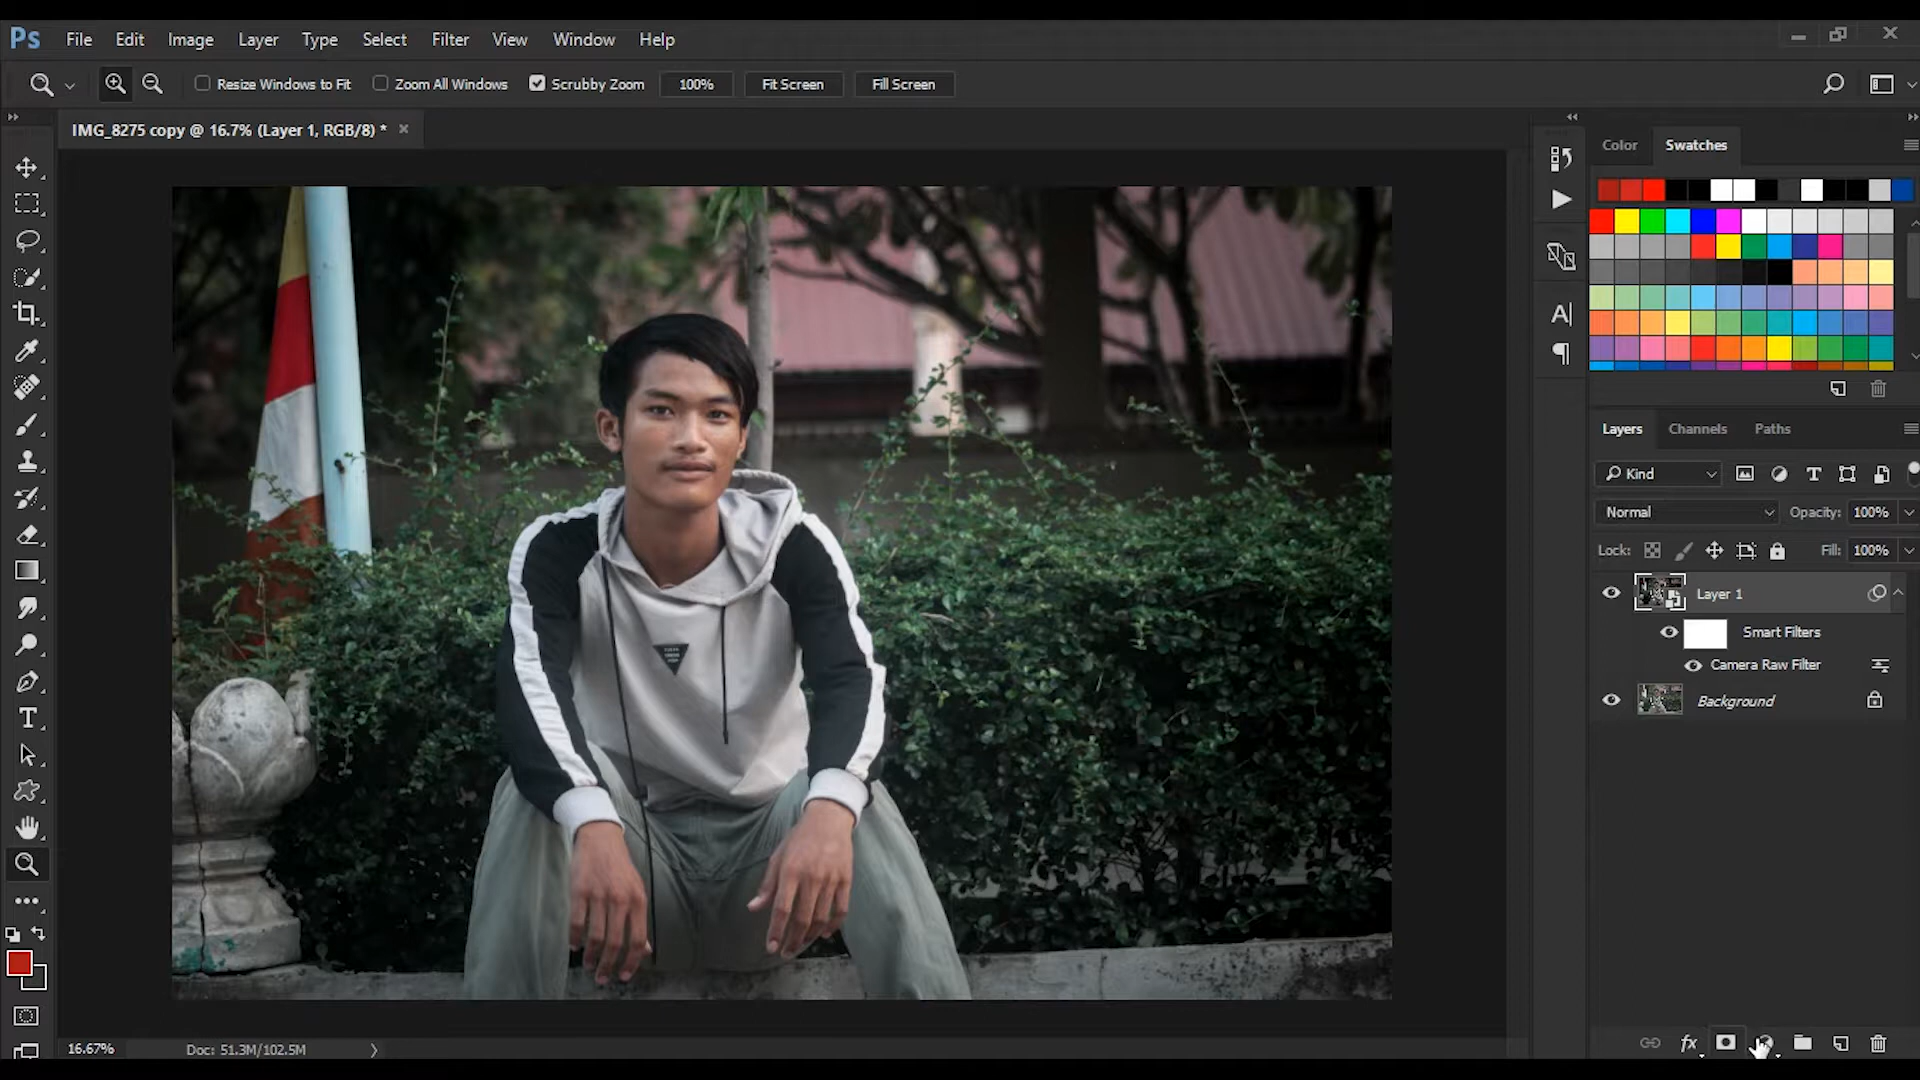 Ps File Edit Image Layer Type Select Filter View Window Help
Resize Windows to Fit Zoom All Windows Scrubby Zoom 100% Fit Screen Fill Screen
IMG_8275 copy @ 16.7% (Layer 1, RGB/8) *
Color Swatches
Layers Channels Paths
Kind
Normal Opacity: 100%
Lock: Fill: 100%
Layer 1
Smart Filters
Camera Raw Filter
Background
16.67% Doc: 51.3M/102.5M